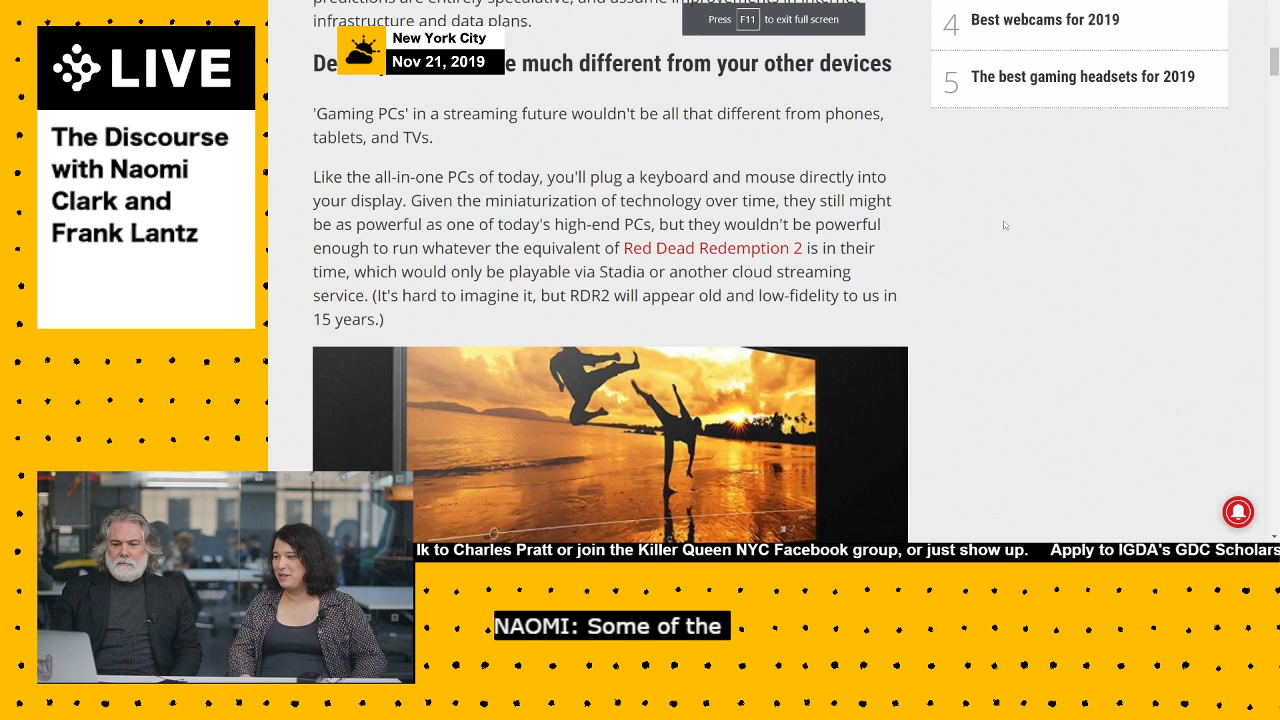 LIVE
The Discourse
with Naomi
Clark and
Frank Lantz
New York City
Nov 21, 2019
Press F11 to exit full screen
infrastructure and data plans.
much different from your other devices
'Gaming PCs' in a streaming future wouldn't be all that different from phones,
tablets, and TVs.
Like the all-in-one PCs of today, you'll plug a keyboard and mouse directly into
your display. Given the miniaturization of technology over time, they still might
be as powerful as one of today's high-end PCs, but they wouldn't be powerful
enough to run whatever the equivalent of Red Dead Redemption 2 is in their
time, which would only be playable via Stadia or another cloud streaming
service. (It's hard to imagine it, but RDR2 will appear old and low-fidelity to us in
15 years.)
4 Best webcams for 2019
5 The best gaming headsets for 2019
lk to Charles Pratt or join the Killer Queen NYC Facebook group, or just show up. Apply to IGDA's GDC Scholars
NAOMI: Some of the